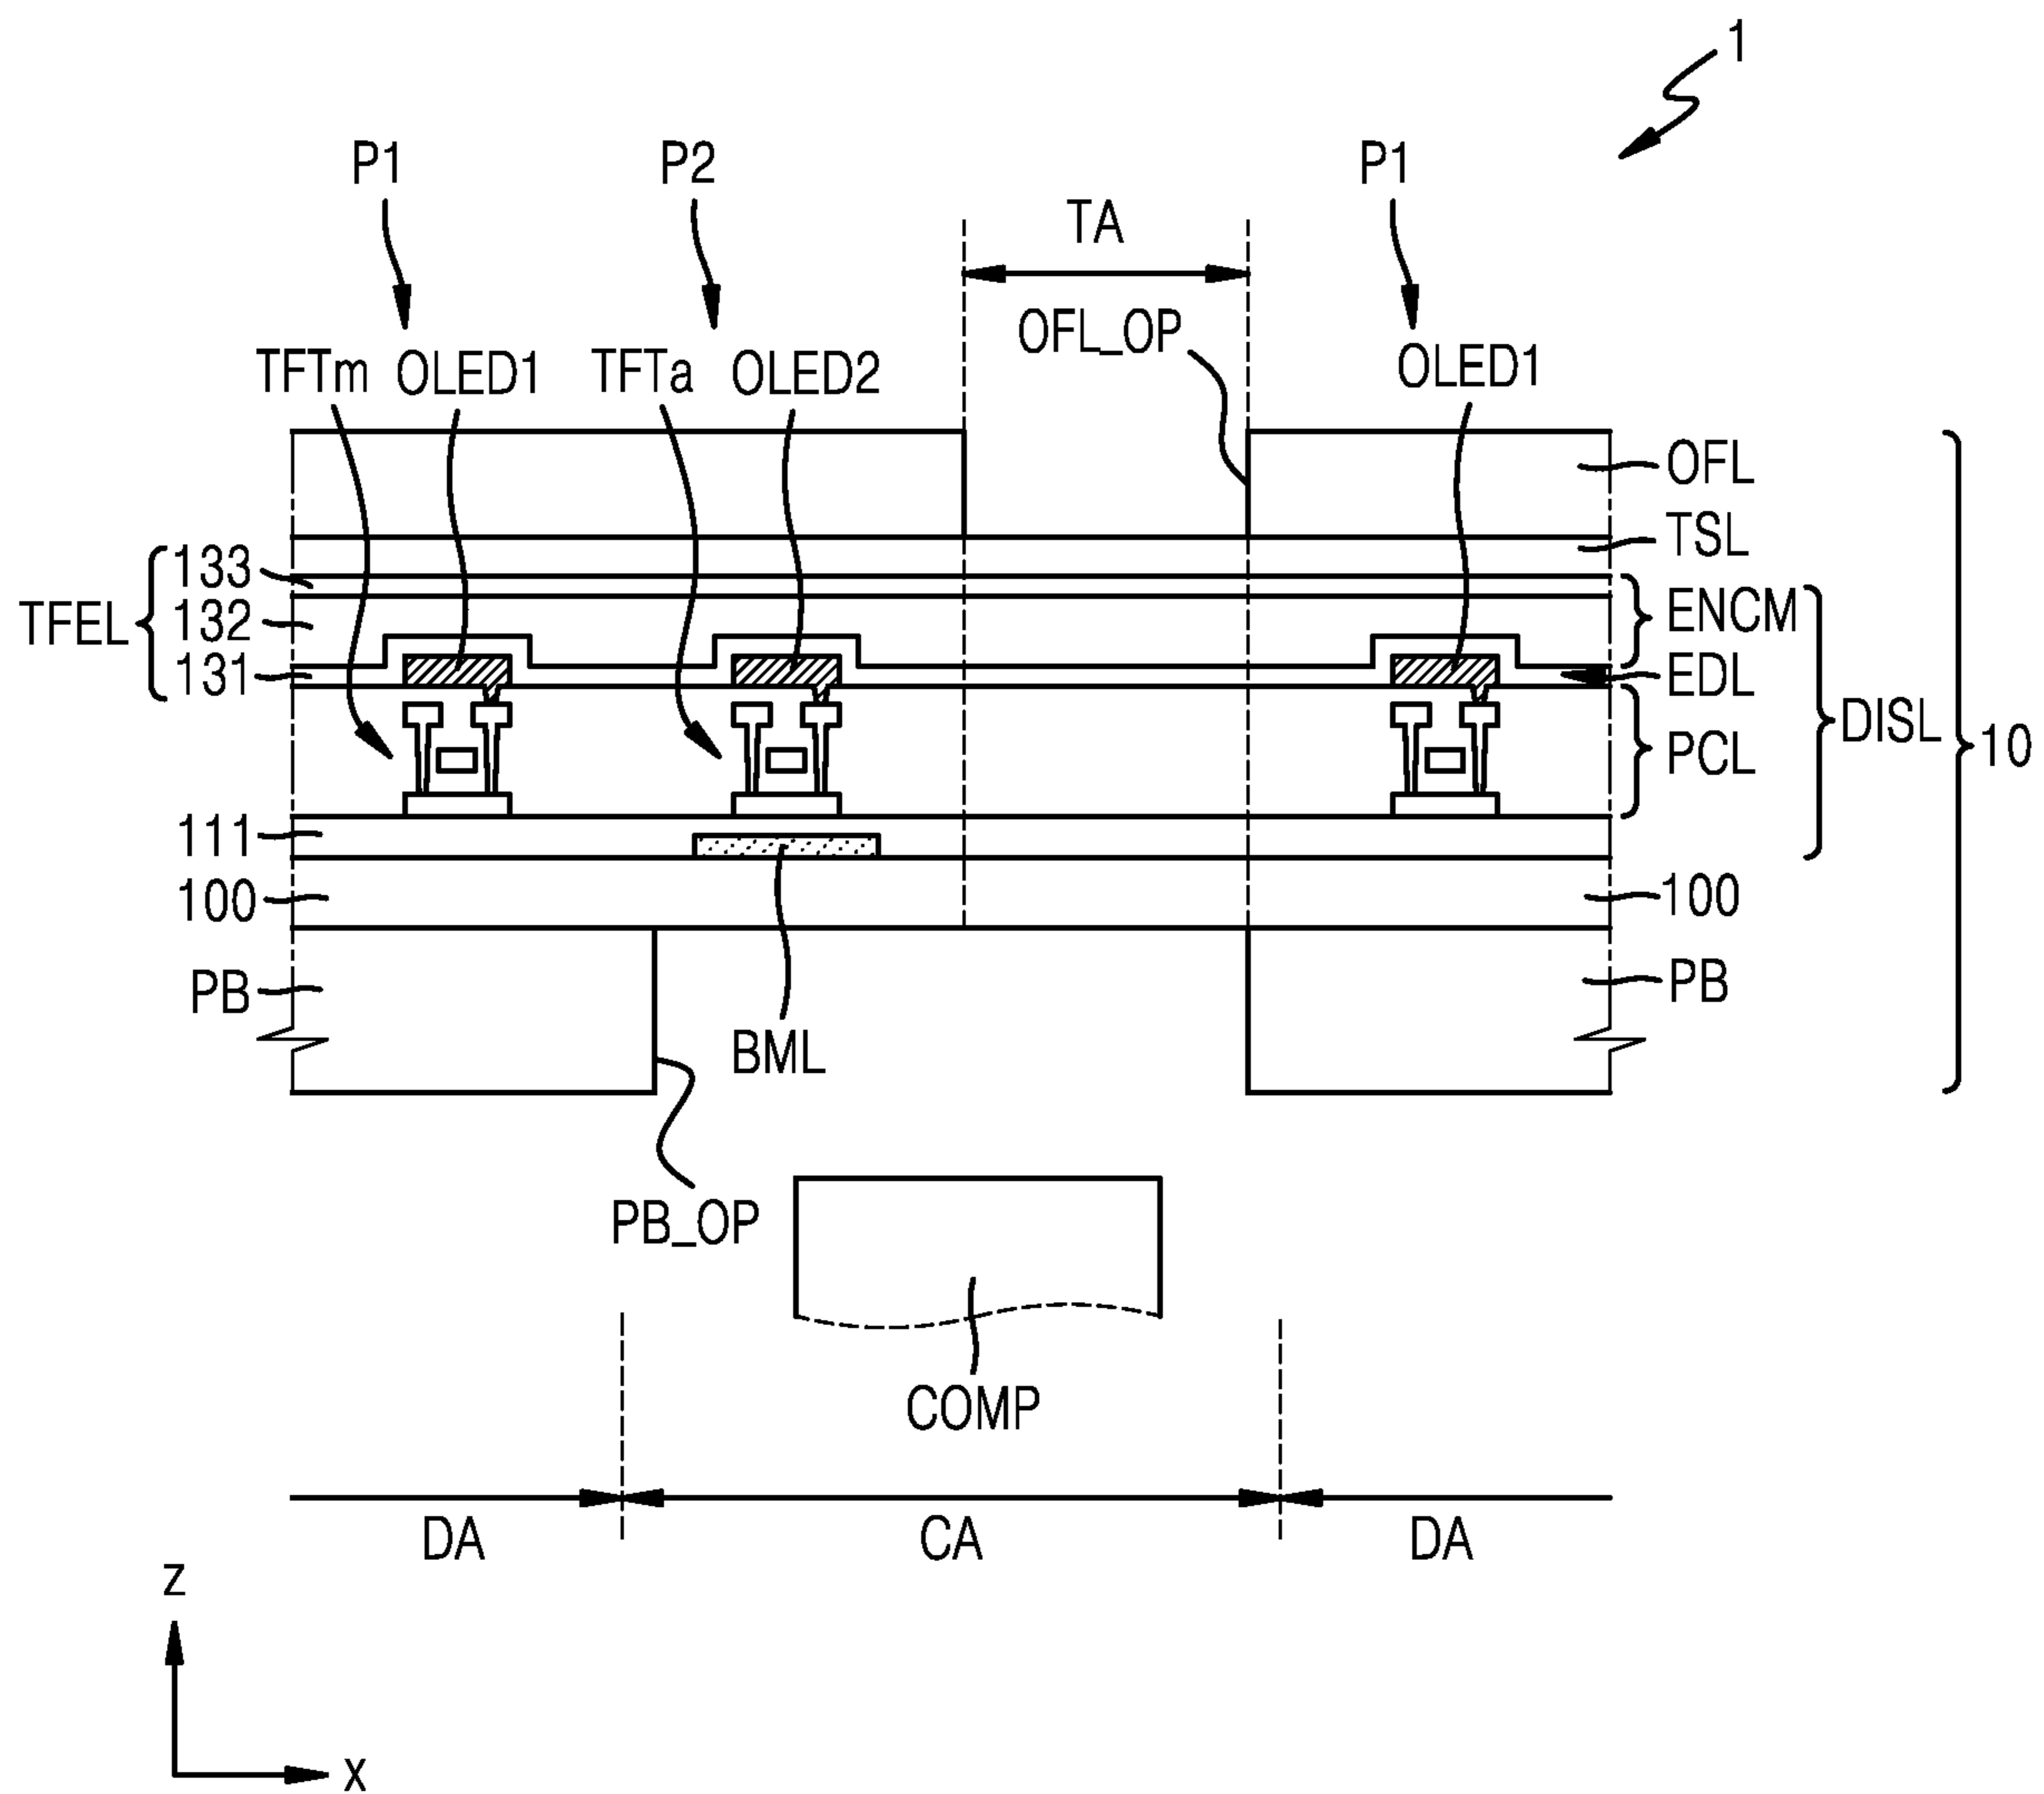 1
P1
P2
P1
TA
OFL_OP
TFTm
OLED1
TFTa
OLED2
OLED1
OFL
TSL
133
132
131
TFEL
ENCM
EDL
PCL
DISL
10
111
100
100
PB
PB
BML
PB_OP
COMP
DA
CA
DA
z
x